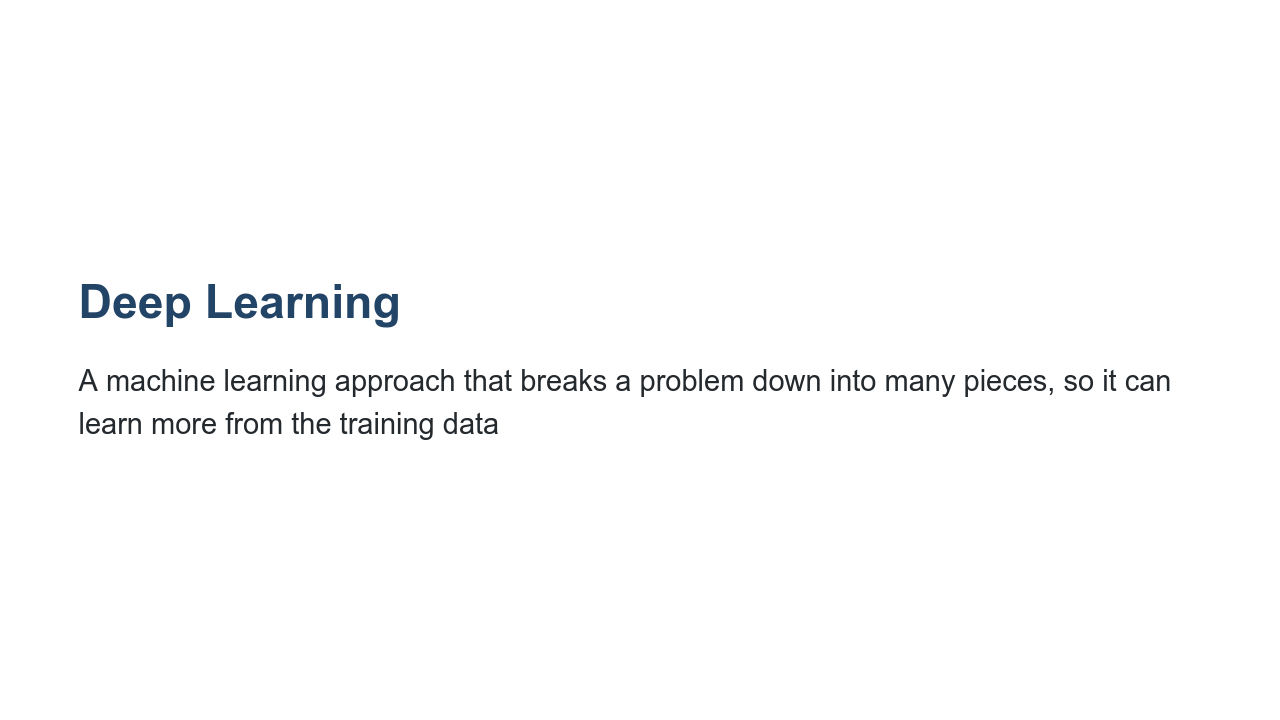 Deep Learning
A machine learning approach that breaks a problem down into many pieces, so it can
learn more from the training data